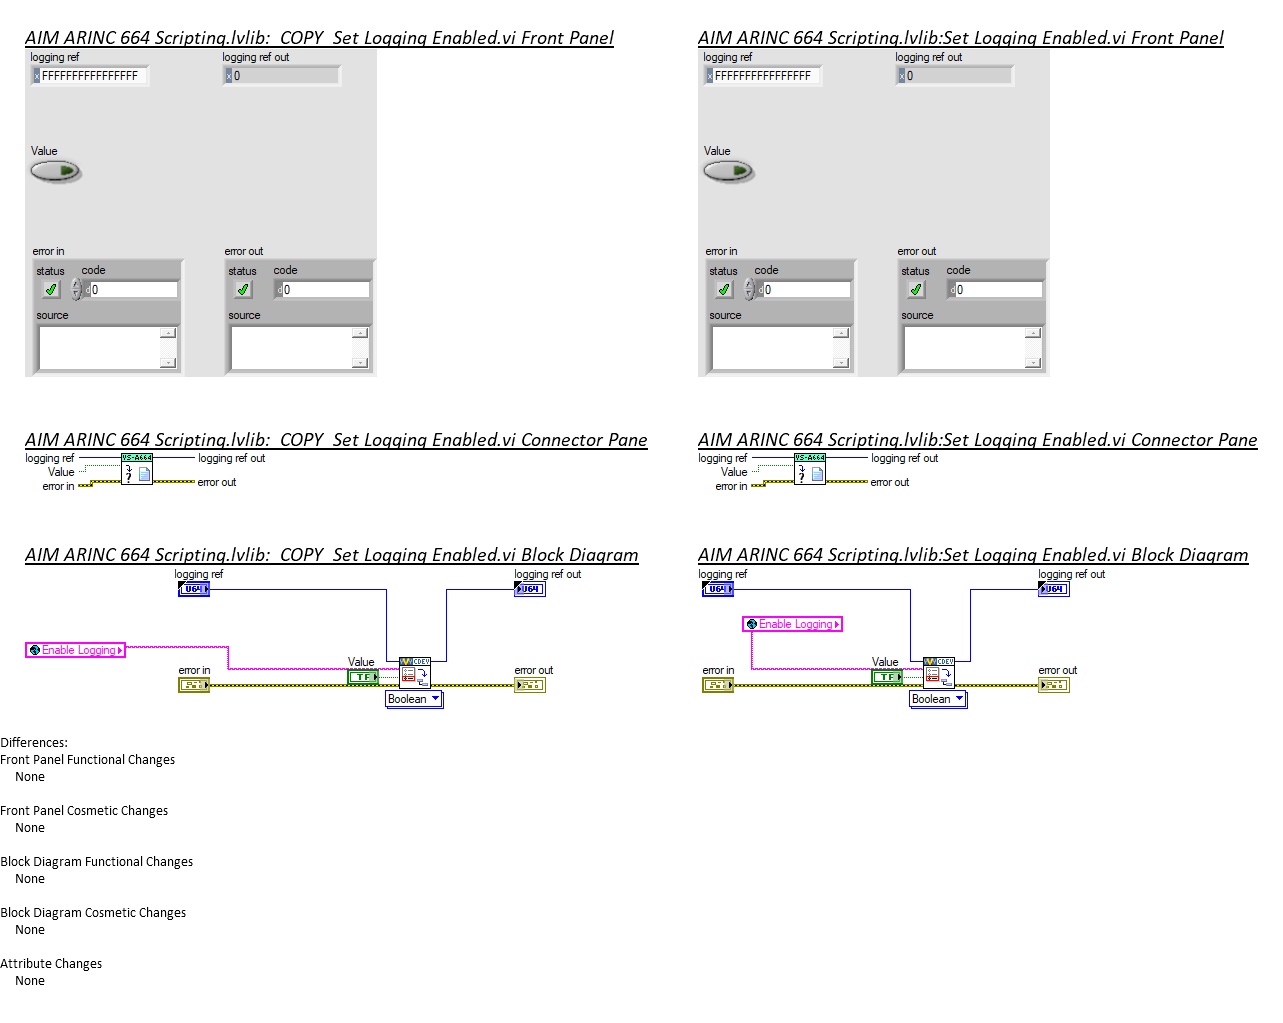 AIM ARINC 664 Scripting.lvlib:_COPY_Set Logging Enabled.vi Front Panel
logging ref
logging ref out
x FFFFFFFFFFFFFFFF
x 0
Value
error in
error out
status code
status code
d 0
d 0
source
source
AIM ARINC 664 Scripting.lvlib:Set Logging Enabled.vi Front Panel
logging ref
logging ref out
x FFFFFFFFFFFFFFFF
x 0
Value
error in
error out
status code
status code
d 0
d 0
source
source
AIM ARINC 664 Scripting.lvlib:_COPY_Set Logging Enabled.vi Connector Pane
logging ref
VS-A664
logging ref out
Value
?
error in
error out
AIM ARINC 664 Scripting.lvlib:Set Logging Enabled.vi Connector Pane
logging ref
VS-A664
logging ref out
Value
?
error in
error out
AIM ARINC 664 Scripting.lvlib:_COPY_Set Logging Enabled.vi Block Diagram
logging ref
logging ref out
U64
U64
Enable Logging
Value
CDEV
error in
error out
TF
Boolean
AIM ARINC 664 Scripting.lvlib:Set Logging Enabled.vi Block Diagram
logging ref
logging ref out
U64
U64
Enable Logging
Value
CDEV
error in
error out
TF
Boolean
Differences:
Front Panel Functional Changes
None
Front Panel Cosmetic Changes
None
Block Diagram Functional Changes
None
Block Diagram Cosmetic Changes
None
Attribute Changes
None